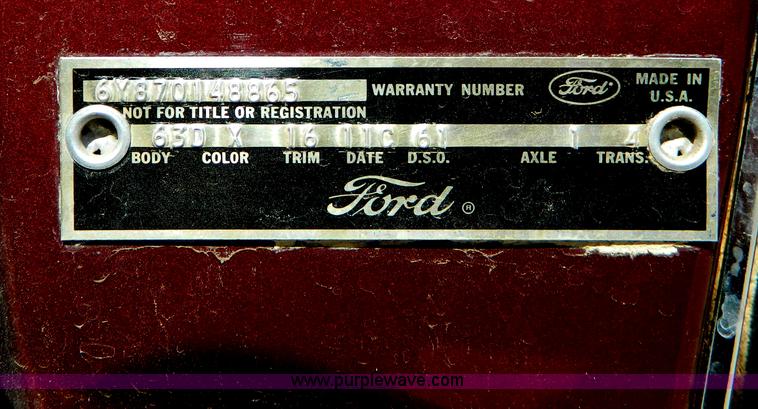 6Y87Q148865 WARRANTY NUMBER Ford MADE IN U.S.A.
NOT FOR TITLE OR REGISTRATION
63D X 16 11C 61 1 4
BODY COLOR TRIM DATE D.S.O. AXLE TRANS.
Ford ®
www.purplewave.com